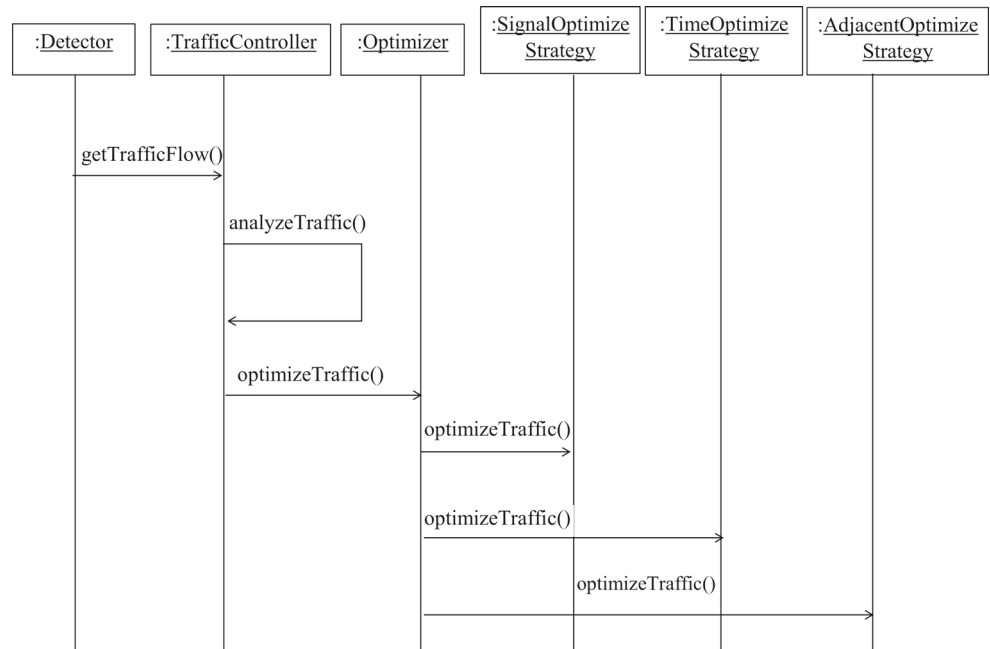 :Detector
:TrafficController
:Optimizer
:SignalOptimize
Strategy
:TimeOptimize
Strategy
:AdjacentOptimize
Strategy
getTrafficFlow()
analyzeTraffic()
optimizeTraffic()
optimizeTraffic()
optimizeTraffic()
optimizeTraffic()